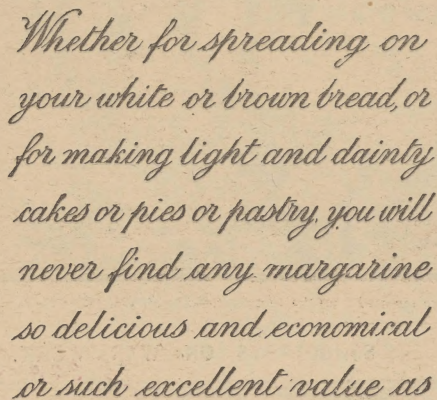 Whether for spreading on
your white or brown bread, or
for making light and dainty
cakes or pies or pastry, you will
never find any margarine
so delicious and economical
or such excellent value as